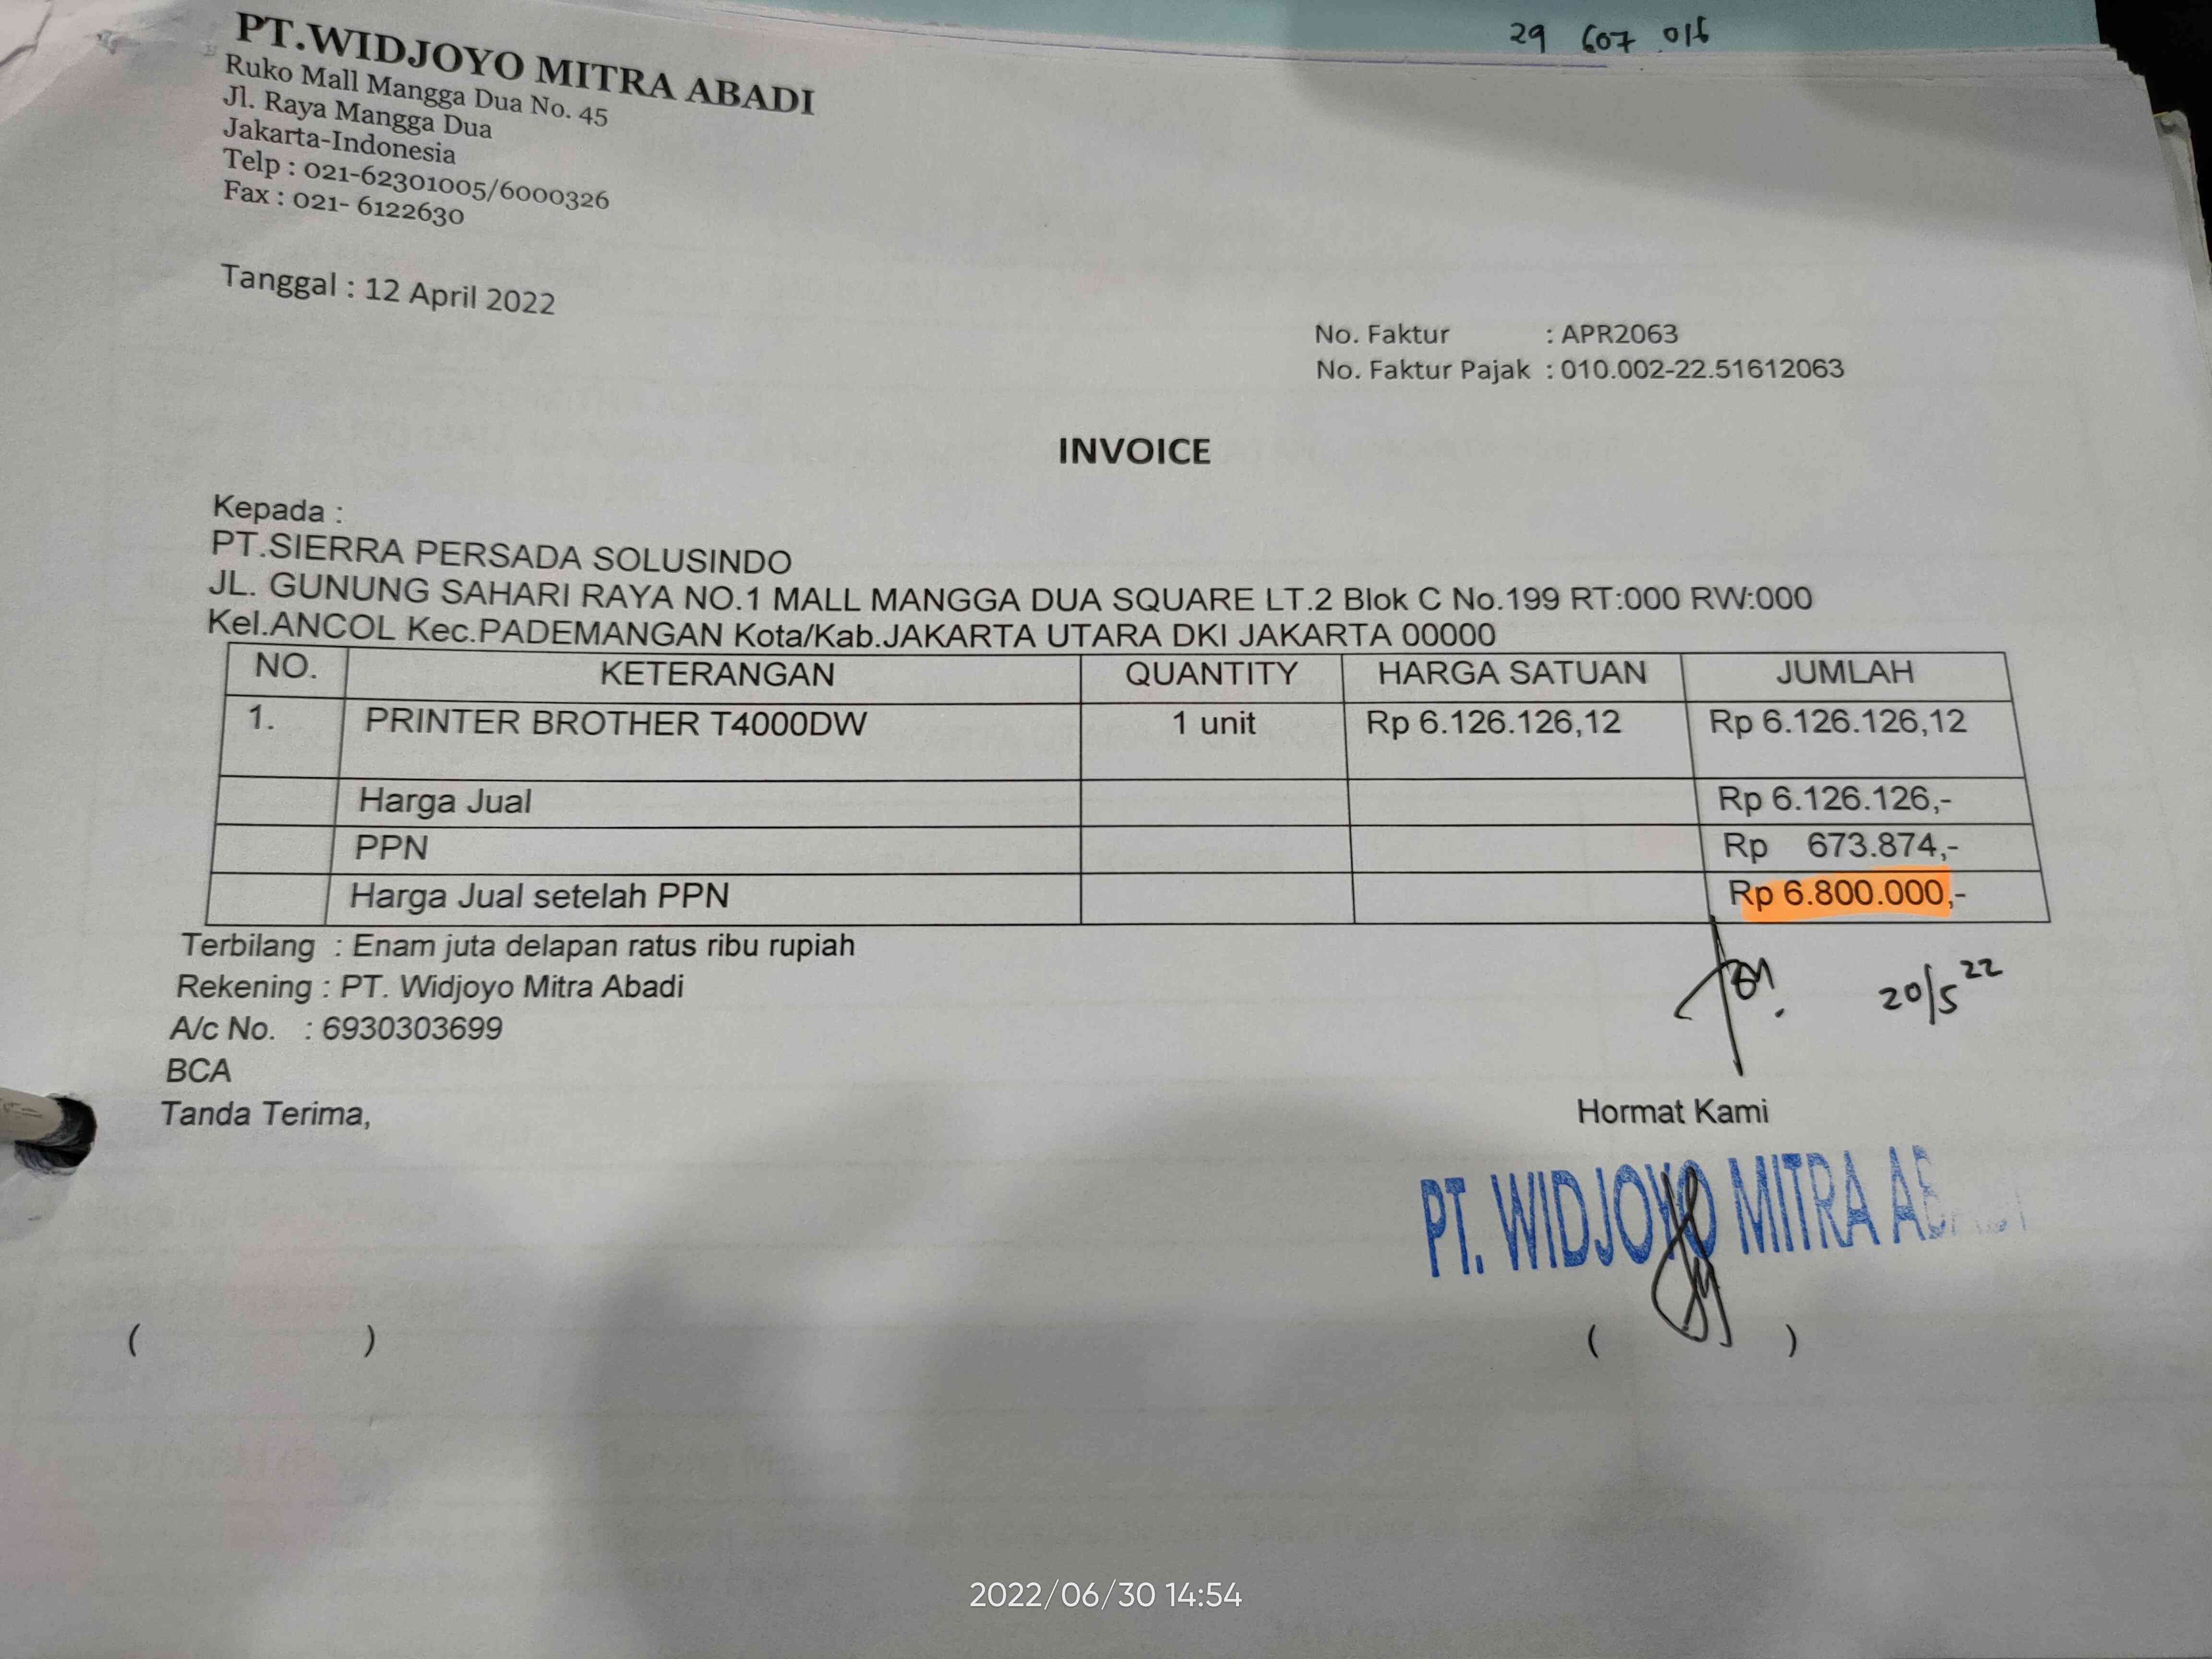 29 607 016
PT.WIDJOYO MITRA ABADI
Ruko Mall Mangga Dua No. 45
Jl. Raya Mangga Dua
Jakarta-Indonesia
Telp : 021-62301005/6000326
Fax : 021- 6122630
Tanggal : 12 April 2022
No. Faktur : APR2063
No. Faktur Pajak : 010.002-22.51612063
INVOICE
Kepada :
PT.SIERRA PERSADA SOLUSINDO
JL. GUNUNG SAHARI RAYA NO.1 MALL MANGGA DUA SQUARE LT.2 Blok C No.199 RT:000 RW:000
Kel.ANCOL Kec.PADEMANGAN Kota/Kab.JAKARTA UTARA DKI JAKARTA 00000
NO. KETERANGAN QUANTITY HARGA SATUAN JUMLAH
1. PRINTER BROTHER T4000DW 1 unit Rp 6.126.126,12 Rp 6.126.126,12
Harga Jual Rp 6.126.126,-
PPN Rp 673.874,-
Harga Jual setelah PPN Rp 6.800.000,-
Terbilang : Enam juta delapan ratus ribu rupiah
Rekening : PT. Widjoyo Mitra Abadi
A/c No. : 6930303699
BCA
20/5 22
Tanda Terima,
Hormat Kami
PT. WIDJOYO MITRA ABADI
( )
( )
2022/06/30 14:54